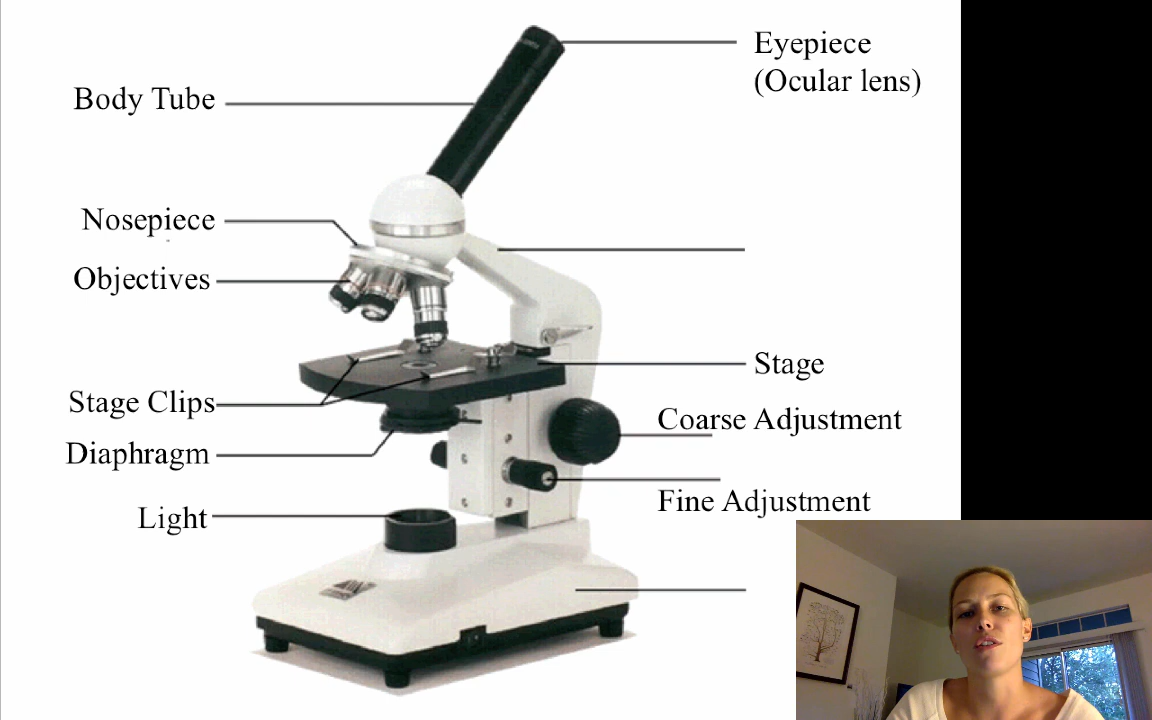 Eyepiece
(Ocular lens)
Body Tube
Nosepiece
Objectives
Stage
Stage Clips
Coarse Adjustment
Diaphragm
Fine Adjustment
Light